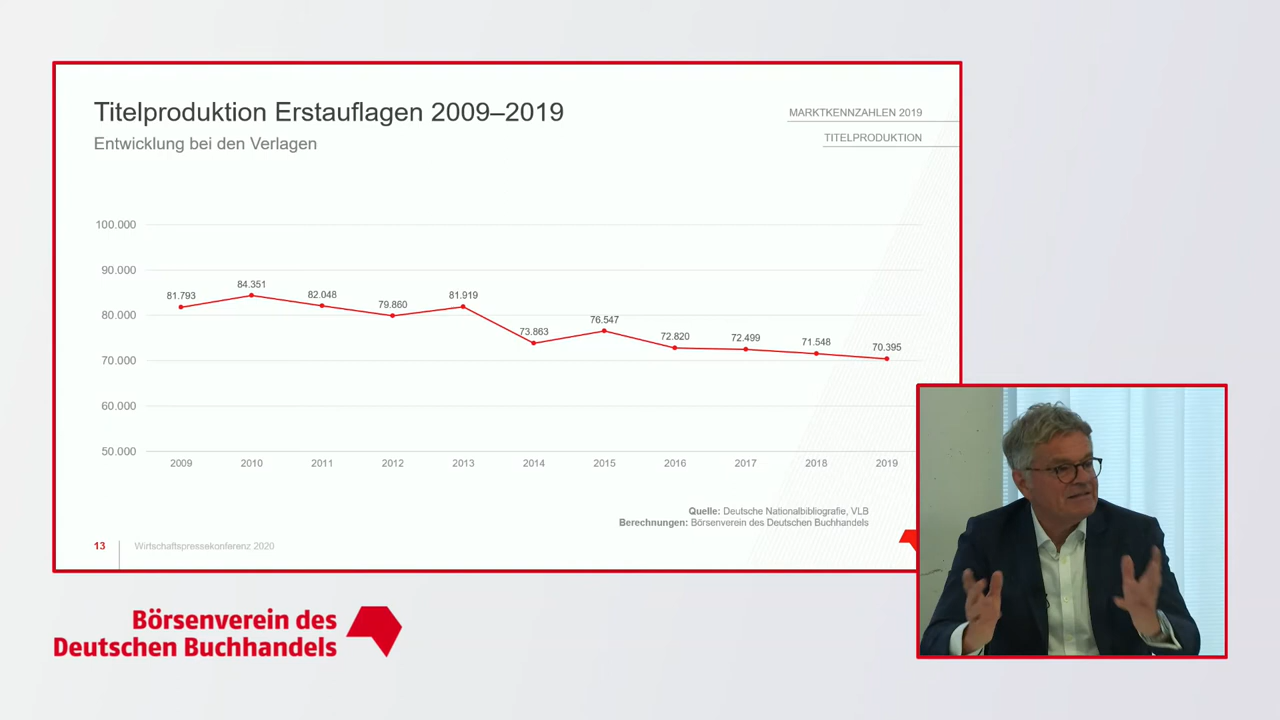 Titelproduktion Erstauflagen 2009–2019
Entwicklung bei den Verlagen
MARKTKENNZAHLEN 2019
TITELPRODUKTION
100.000
90.000
80.000
70.000
60.000
50.000
81.793
84.351
82.048
79.860
81.919
73.863
76.547
72.820
72.499
71.548
70.395
2009 2010 2011 2012 2013 2014 2015 2016 2017 2018 2019
Quelle: Deutsche Nationalbibliografie, VLB
Berechnungen: Börsenverein des Deutschen Buchhandels
13 Wirtschaftspressekonferenz 2020
Börsenverein des
Deutschen Buchhandels